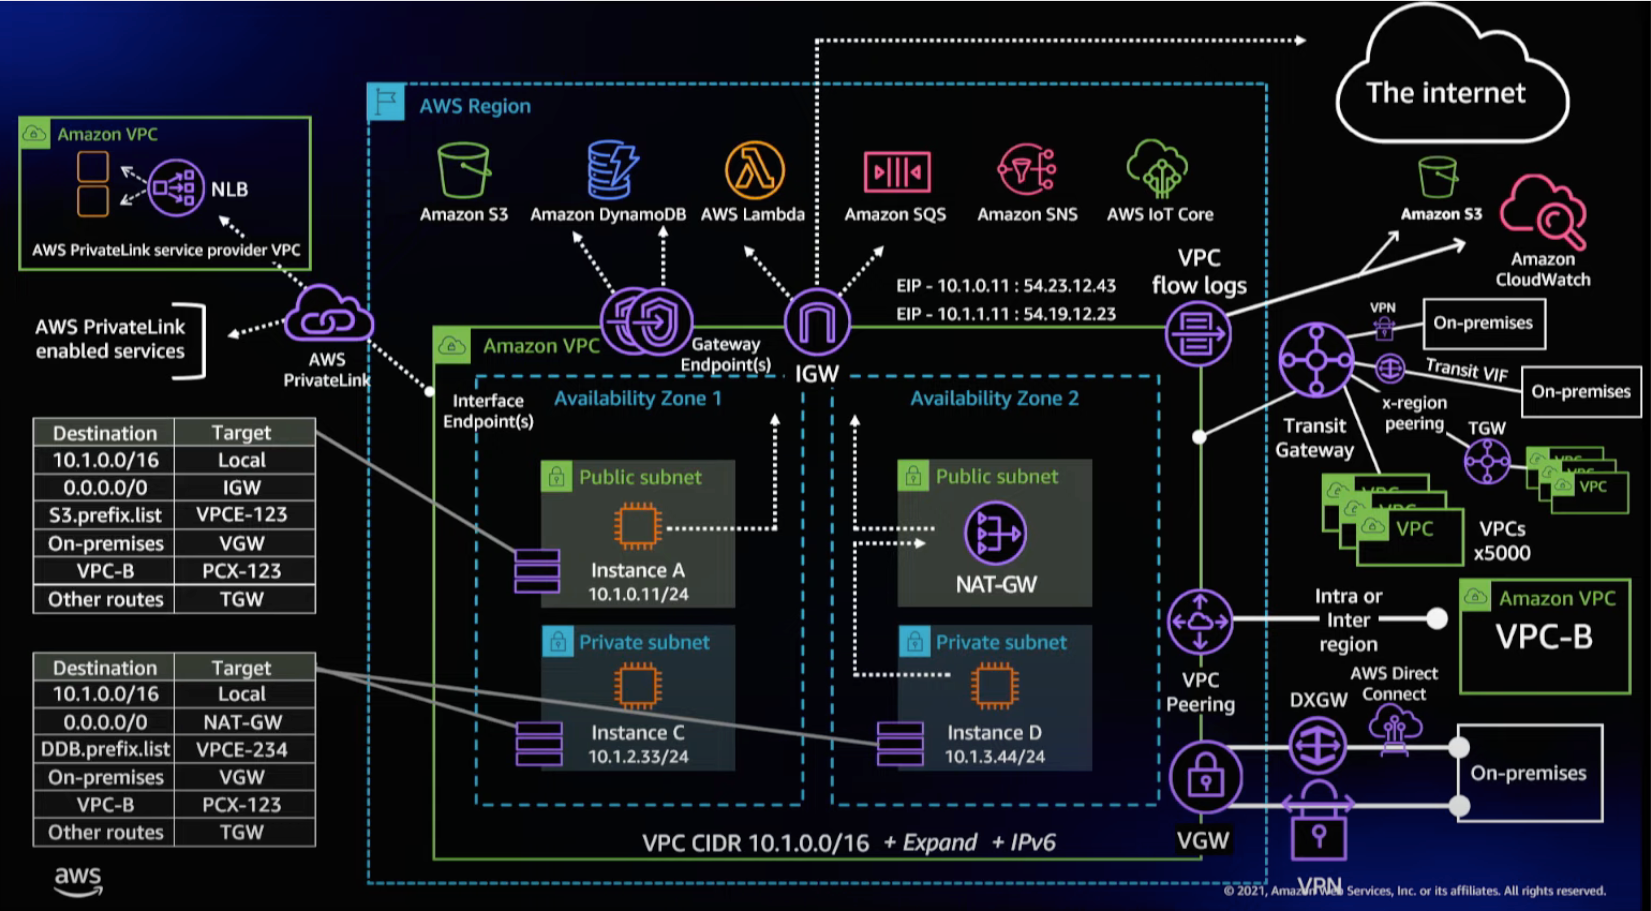 The internet
AWS Region
Amazon VPC
NLB
AWS PrivateLink service provider VPC
Amazon S3
Amazon DynamoDB
AWS Lambda
Amazon SQS
Amazon SNS
AWS IoT Core
Amazon S3
Amazon
CloudWatch
VPC
flow logs
EIP - 10.1.0.11 : 54.23.12.43
EIP - 10.1.1.11 : 54.19.12.23
AWS PrivateLink
enabled services
AWS
PrivateLink
Amazon VPC
Gateway
Endpoint(s)
IGW
VPN
On-premises
Transit VIF
On-premises
x-region
peering
Transit
Gateway
TGW
VPC
VPC
VPC
VPC
VPC
VPC
VPCs
x5000
Interface
Endpoint(s)
Availability Zone 1
Availability Zone 2
Destination Target
10.1.0.0/16 Local
0.0.0.0/0 IGW
S3.prefix.list VPCE-123
On-premises VGW
VPC-B PCX-123
Other routes TGW
Public subnet
Instance A
10.1.0.11/24
Public subnet
NAT-GW
Private subnet
Instance C
10.1.2.33/24
Private subnet
Instance D
10.1.3.44/24
Destination Target
10.1.0.0/16 Local
0.0.0.0/0 NAT-GW
DDB.prefix.list VPCE-234
On-premises VGW
VPC-B PCX-123
Other routes TGW
VPC
Peering
Intra or
Inter
region
Amazon VPC
VPC-B
AWS Direct
Connect
DXGW
On-premises
VGW
VPN
VPC CIDR 10.1.0.0/16 + Expand + IPv6
aws
© 2021, Amazon Web Services, Inc. or its affiliates. All rights reserved.